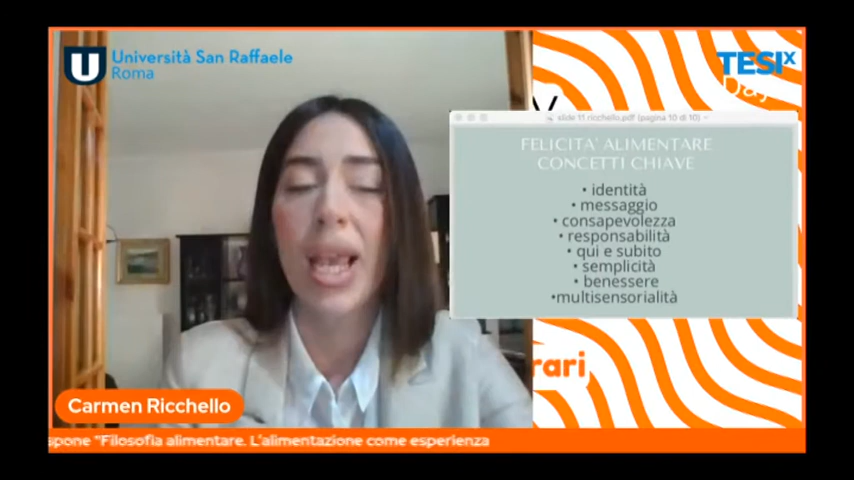 Università San Raffaele
Roma
TESIx
Day
slide 11 ricchello.pdf (pagina 10 di 10)
FELICITA' ALIMENTARE
CONCETTI CHIAVE
• identità
• messaggio
• consapevolezza
• responsabilità
• qui e subito
• semplicità
• benessere
•multisensorialità
rari
Carmen Ricchello
spone "Filosofia alimentare. L'alimentazione come esperienza